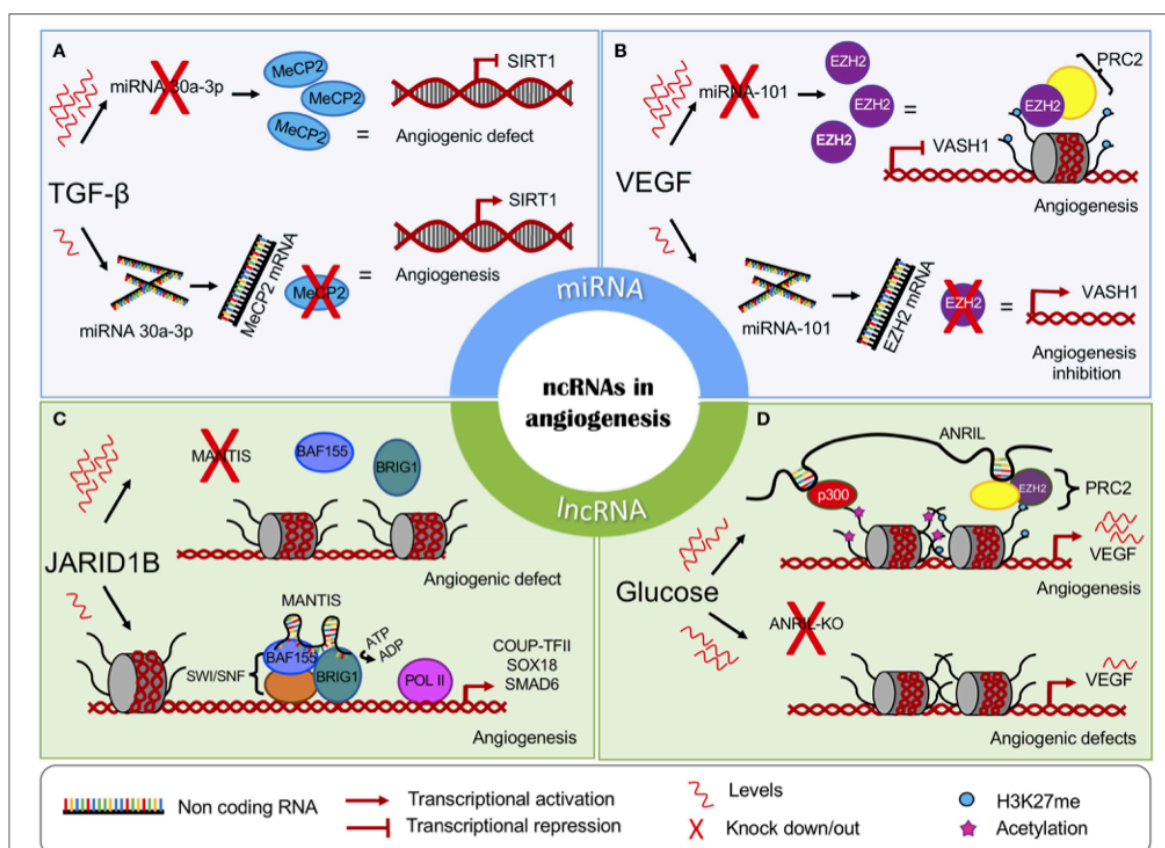 A
miRNA 30a-3p
MeCP2
MeCP2
MeCP2
=
SIRT1
Angiogenic defect
TGF-β
miRNA 30a-3p
MeCP2 mRNA
MeCP2
=
SIRT1
Angiogenesis
B
miRNA-101
EZH2
EZH2
EZH2
=
EZH2
PRC2
VASH1
Angiogenesis
VEGF
miRNA-101
EZH2 mRNA
EZH2
=
VASH1
Angiogenesis
inhibition
miRNA
ncRNAs in
angiogenesis
lncRNA
C
MANTIS
BAF155
BRIG1
Angiogenic defect
JARID1B
MANTIS
SWI/SNF
BAF155
BRIG1
ATP
ADP
POL II
COUP-TFII
SOX18
SMAD6
Angiogenesis
D
ANRIL
p300
EZH2
PRC2
VEGF
Angiogenesis
Glucose
ANRIL-KO
VEGF
Angiogenic defects
Non coding RNA
Transcriptional activation
Transcriptional repression
Levels
Knock down/out
H3K27me
Acetylation